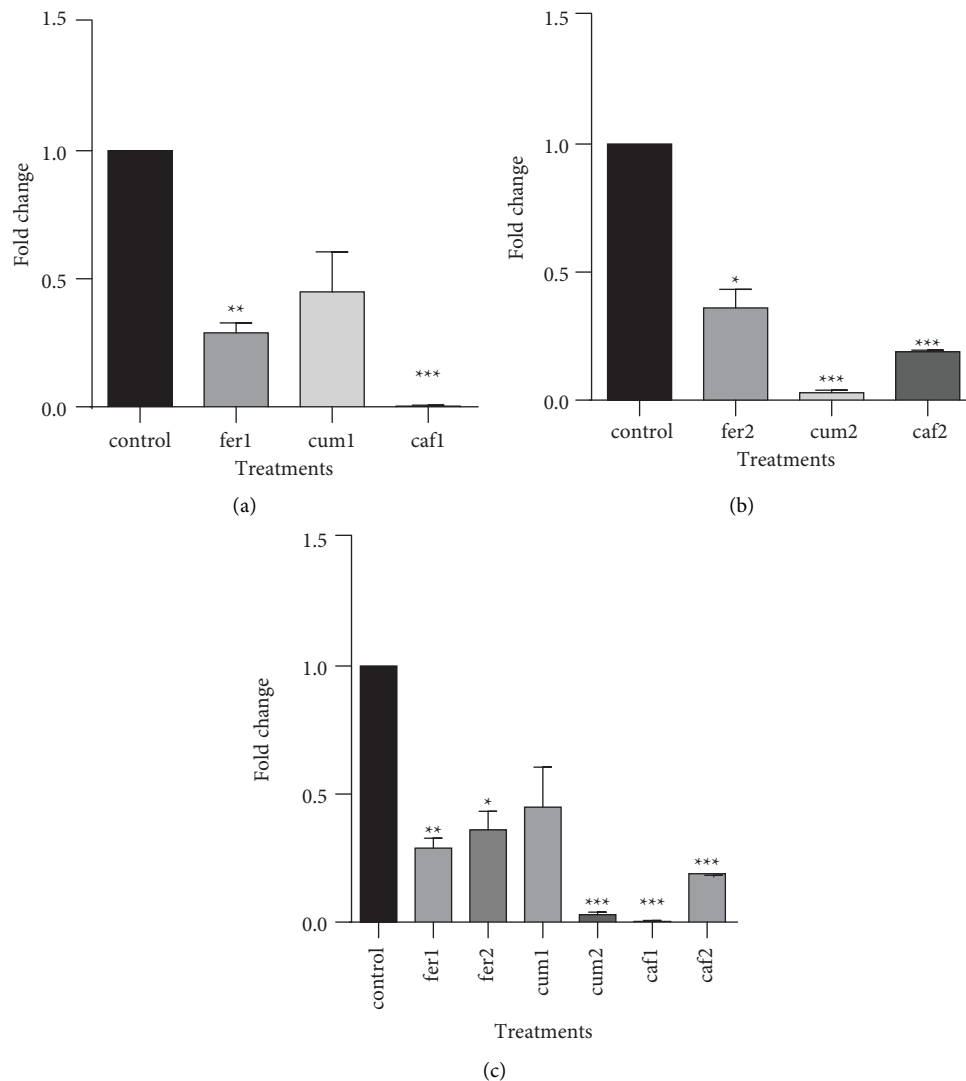 1.5
1.0
0.5
0.0
Fold change
**
***
control fer1 cum1 caf1
Treatments
(a)
1.5
1.0
0.5
0.0
Fold change
*
***
***
control fer2 cum2 caf2
Treatments
(b)
1.5
1.0
0.5
0.0
Fold change
**
*
***
***
***
control
fer1
fer2
cum1
cum2
caf1
caf2
Treatments
(c)